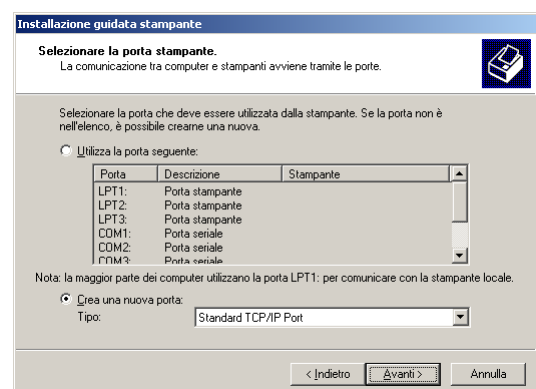 Installazione guidata stampante
Selezionare la porta stampante.
La comunicazione tra computer e stampanti avviene tramite le porte.
Selezionare la porta che deve essere utilizzata dalla stampante. Se la porta non è
nell'elenco, è possibile crearne una nuova.
Utilizza la porta seguente:
Porta Descrizione Stampante
LPT1: Porta stampante
LPT2: Porta stampante
LPT3: Porta stampante
COM1: Porta seriale
COM2: Porta seriale
COM3: Porta seriale
Nota: la maggior parte dei computer utilizzano la porta LPT1: per comunicare con la stampante locale.
Crea una nuova porta:
Tipo: Standard TCP/IP Port
< Indietro Avanti > Annulla